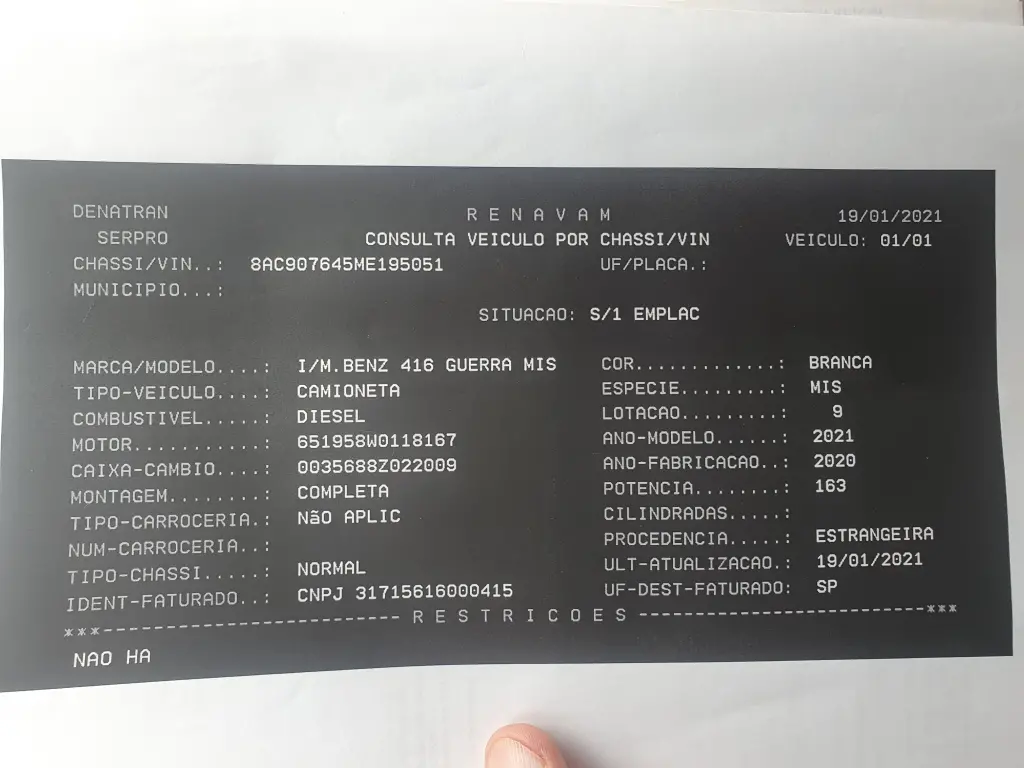 DENATRAN R E N A V A M 19/01/2021
SERPRO CONSULTA VEICULO POR CHASSI/VIN VEICULO: 01/01
CHASSI/VIN..: 8AC907645ME195051 UF/PLACA.:
MUNICIPIO...:
SITUACAO: S/1 EMPLAC
MARCA/MODELO....: I/M.BENZ 416 GUERRA MIS COR.............: BRANCA
TIPO-VEICULO....: CAMIONETA ESPECIE.........: MIS
COMBUSTIVEL.....: DIESEL LOTACAO.........: 9
MOTOR...........: 651958W0118167 ANO-MODELO......: 2021
CAIXA-CAMBIO....: 0035688Z022009 ANO-FABRICACAO..: 2020
MONTAGEM........: COMPLETA POTENCIA........: 163
TIPO-CARROCERIA.: NãO APLIC CILINDRADAS.....:
NUM-CARROCERIA..: PROCEDENCIA.....: ESTRANGEIRA
TIPO-CHASSI.....: NORMAL ULT-ATUALIZACAO.: 19/01/2021
IDENT-FATURADO..: CNPJ 31715616000415 UF-DEST-FATURADO: SP
***---------------------------- R E S T R I C O E S ---------------------------***
NAO HA